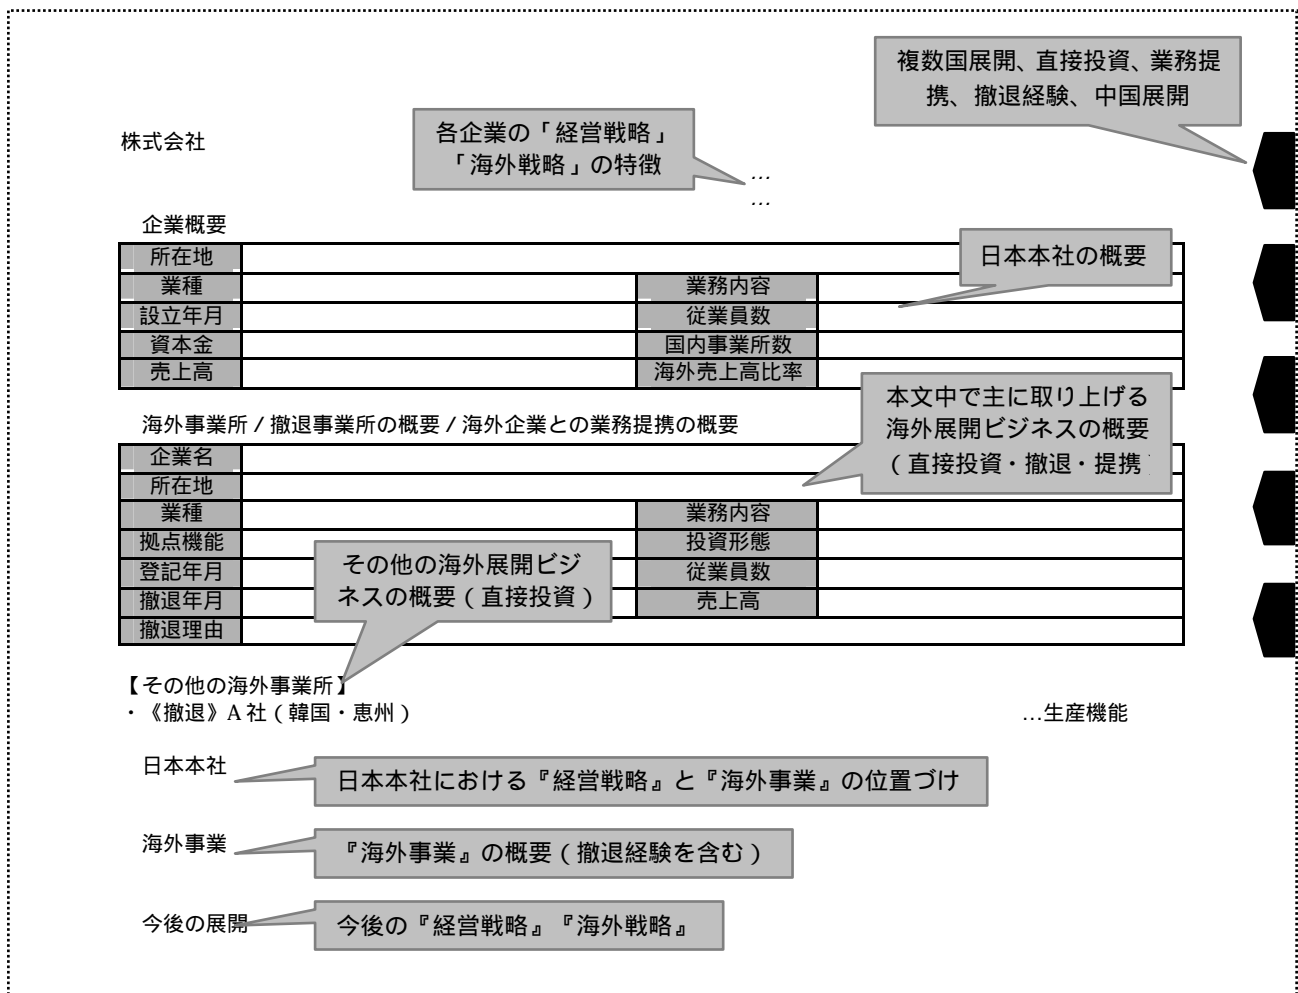 複数国展開、直接投資、業務提
携、撤退経験、中国展開
株式会社
各企業の「経営戦略」
「海外戦略」の特徴
…
…
企業概要
所在地
日本本社の概要
業種 業務内容
設立年月 従業員数
資本金 国内事業所数
売上高 海外売上高比率
本文中で主に取り上げる
海外展開ビジネスの概要
(直接投資・撤退・提携)
海外事業所/撤退事業所の概要/海外企業との業務提携の概要
企業名
所在地
業種 業務内容
拠点機能 投資形態
登記年月 従業員数
撤退年月 売上高
撤退理由
その他の海外展開ビジ
ネスの概要(直接投資)
【その他の海外事業所】
・《撤退》A社(韓国・恵州) …生産機能
日本本社
日本本社における『経営戦略』と『海外事業』の位置づけ
海外事業
『海外事業』の概要(撤退経験を含む)
今後の展開
今後の『経営戦略』『海外戦略』